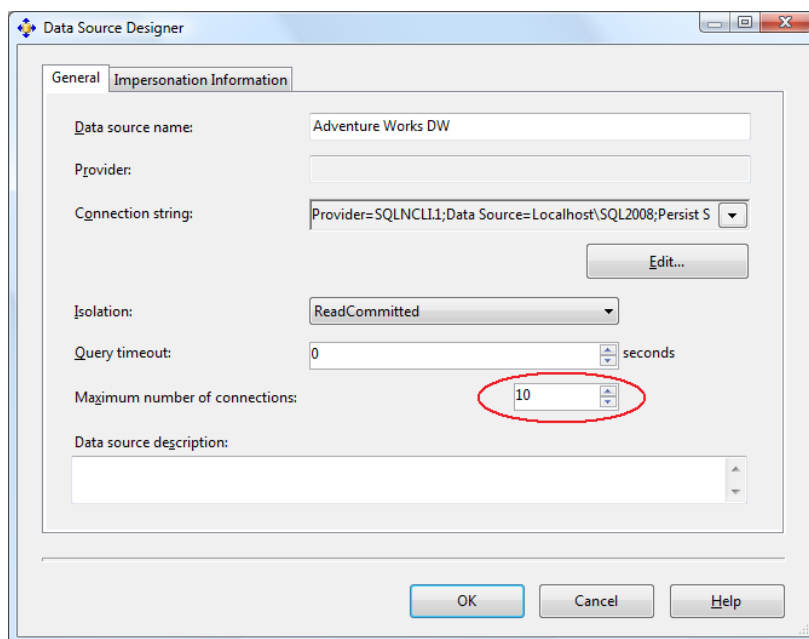 Data Source Designer
General Impersonation Information
Data source name: Adventure Works DW
Provider:
Connection string: Provider=SQLNCLI.1;Data Source=Localhost\SQL2008;Persist S
Edit...
Isolation: ReadCommitted
Query timeout: 0 seconds
Maximum number of connections: 10
Data source description:
OK Cancel Help